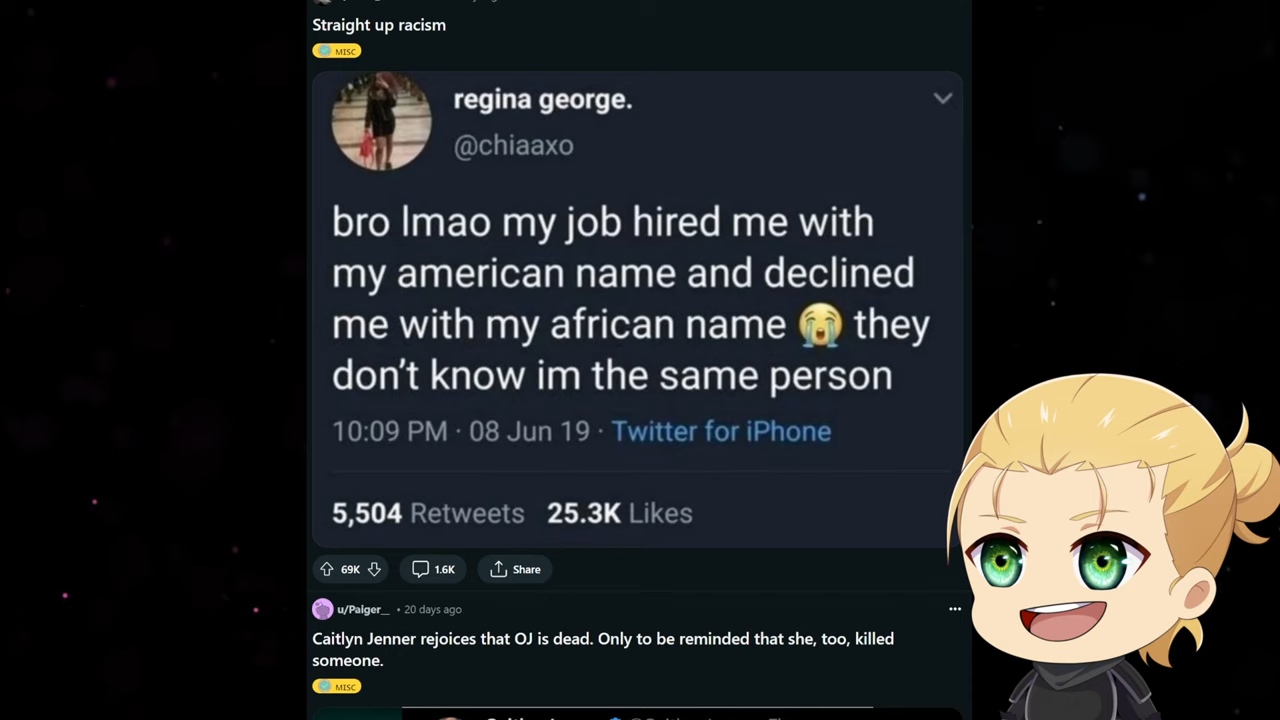 Straight up racism
MISC
regina george.
@chiaaxo
bro lmao my job hired me with
my american name and declined
me with my african name 😭 they
don't know im the same person
10:09 PM · 08 Jun 19 · Twitter for iPhone
5,504 Retweets 25.3K Likes
69K 1.6K Share
u/Palger__ • 20 days ago
Caitlyn Jenner rejoices that OJ is dead. Only to be reminded that she, too, killed
someone.
MISC